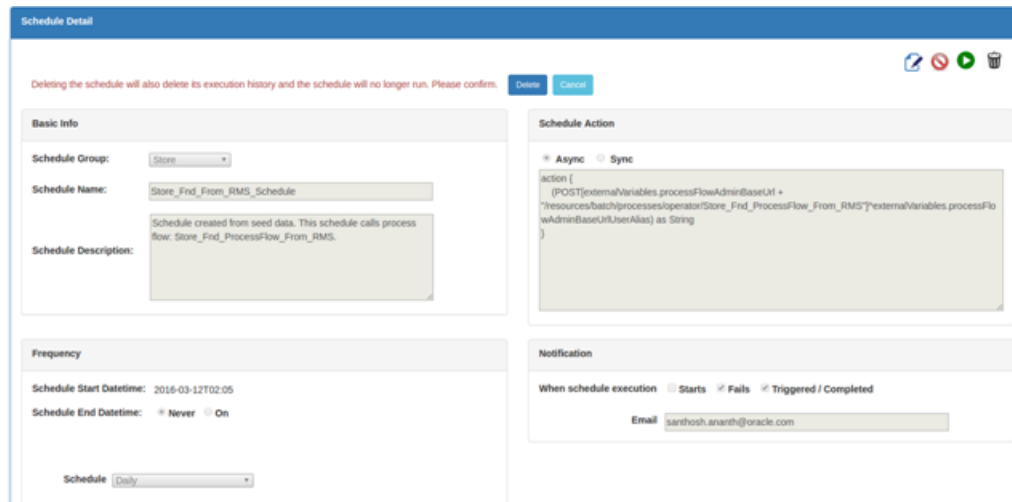 Schedule Detail
Deleting the schedule will also delete its execution history and the schedule will no longer run. Please confirm. Delete Cancel
Basic Info
Schedule Group: Store
Schedule Name: Store_Fnd_From_RMS_Schedule
Schedule Description: Schedule created from seed data. This schedule calls process
flow: Store_Fnd_ProcessFlow_From_RMS.
Schedule Action
Async Sync
action {
(POST[externalVariables.processFlowAdminBaseUrl +
"/resources/batch/processes/operator/Store_Fnd_ProcessFlow_From_RMS"]^externalVariables.processFlo
wAdminBaseUrlUserAlias) as String
}
Frequency
Schedule Start Datetime: 2016-03-12T02:05
Schedule End Datetime: Never On
Schedule Daily
Notification
When schedule execution Starts Fails Triggered / Completed
Email santhosh.ananth@oracle.com